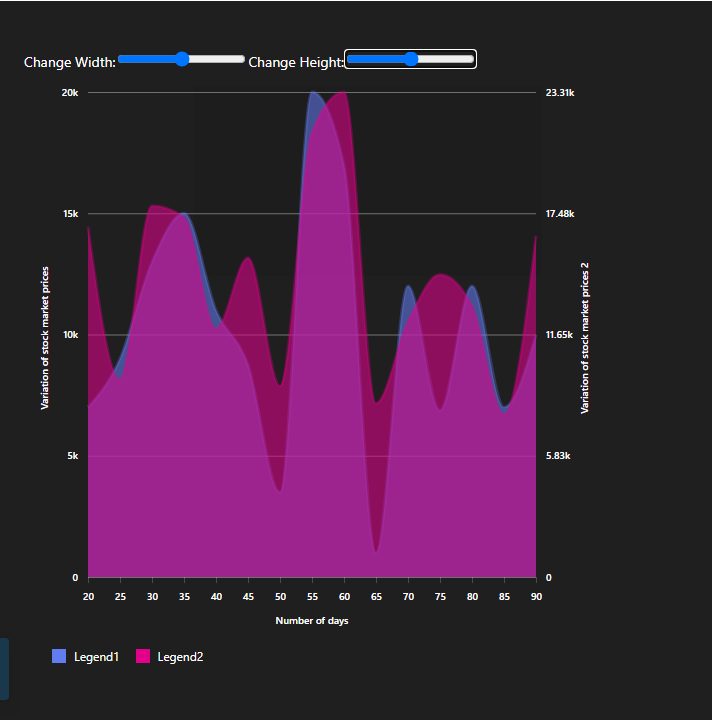 Change Width: Change Height:
20k 23.31k
15k 17.48k
Variation of stock market prices
Variation of stock market prices 2
10k 11.65k
5k 5.83k
0 0
20 25 30 35 40 45 50 55 60 65 70 75 80 85 90
Number of days
Legend1 Legend2